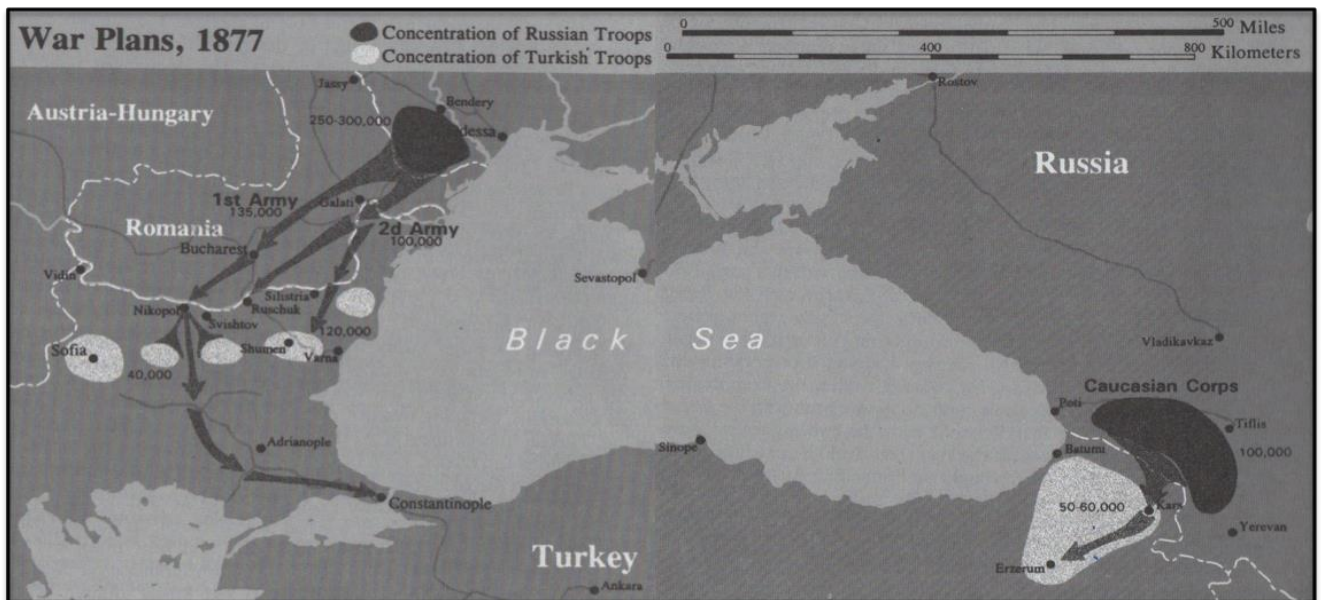 War Plans, 1877
Concentration of Russian Troops
Concentration of Turkish Troops
0 500 Miles
0 400 800 Kilometers
Jassy
Bendery
Rostov
Austria-Hungary
250-300,000
dessa
Russia
1st Army
135,000
Galati
Romania
2d Army
100,000
Bucharest
Vidin
Sevastopol
Silistria
Nikopol
Ruschuk
Svishtov
120,000
Black Sea
Sofia
Shumen
Varna
Vladikavkaz
40,000
Caucasian Corps
Poti
Tiflis
Adrianople
Sinope
Batumi
100,000
Constantinople
50-60,000
Kars
Yerevan
Turkey
Erzerum
Ankara